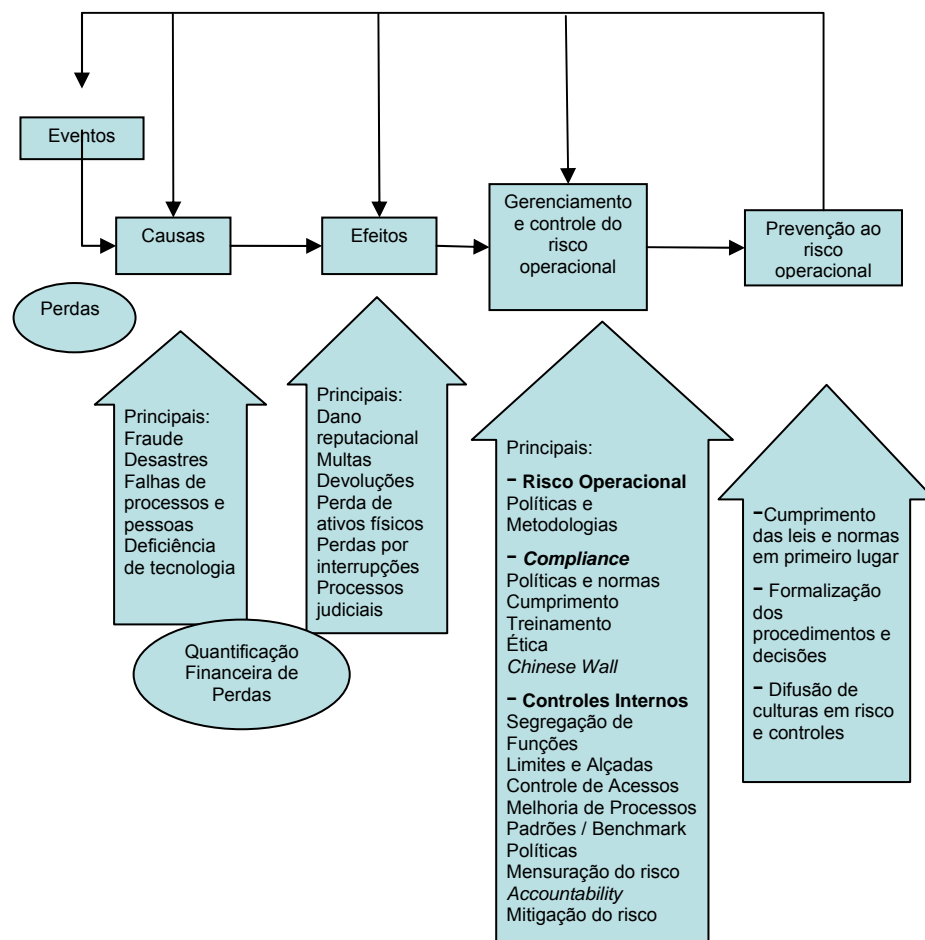 Eventos
Causas
Efeitos
Gerenciamento
e controle do
risco
operacional
Prevenção ao
risco
operacional
Perdas
Principais:
Fraude
Desastres
Falhas de
processos e
pessoas
Deficiência
de tecnologia
Principais:
Dano
reputacional
Multas
Devoluções
Perda de
ativos físicos
Perdas por
interrupções
Processos
judiciais
Quantificação
Financeira de
Perdas
Principais:
- Risco Operacional
Políticas e
Metodologias
- Compliance
Políticas e normas
Cumprimento
Treinamento
Ética
Chinese Wall
- Controles Internos
Segregação de
Funções
Limites e Alçadas
Controle de Acessos
Melhoria de Processos
Padrões / Benchmark
Políticas
Mensuração do risco
Accountability
Mitigação do risco
-Cumprimento
das leis e normas
em primeiro lugar
- Formalização
dos
procedimentos e
decisões
- Difusão de
culturas em risco
e controles